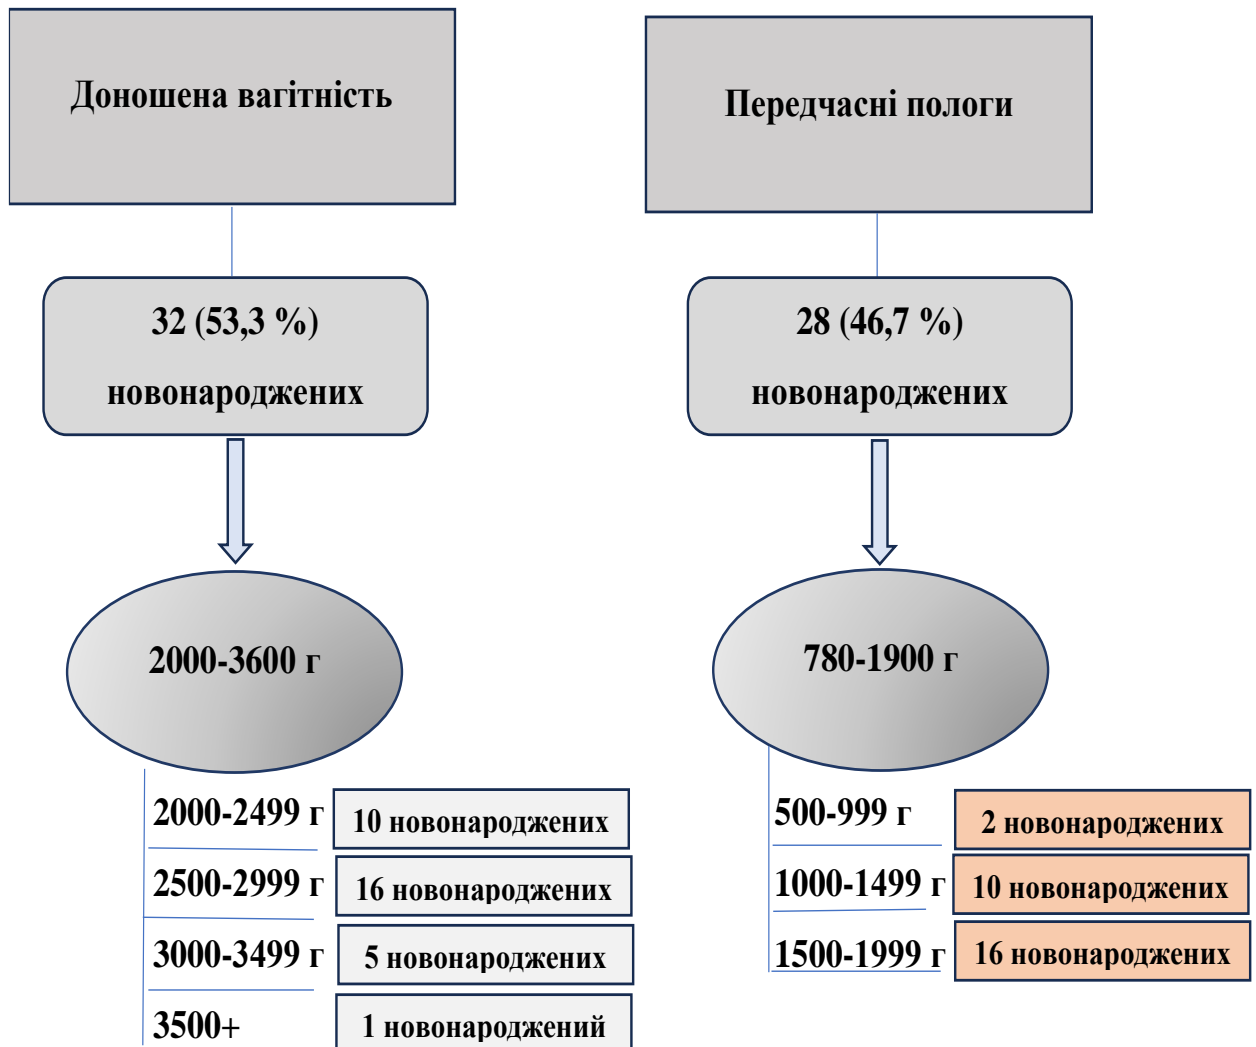 Доношена вагітність
32 (53,3 %)
новонароджених
2000-3600 г
2000-2499 г
10 новонароджених
2500-2999 г
16 новонароджених
3000-3499 г
5 новонароджених
3500+
1 новонароджений
Передчасні пологи
28 (46,7 %)
новонароджених
780-1900 г
500-999 г
2 новонароджених
1000-1499 г
10 новонароджених
1500-1999 г
16 новонароджених